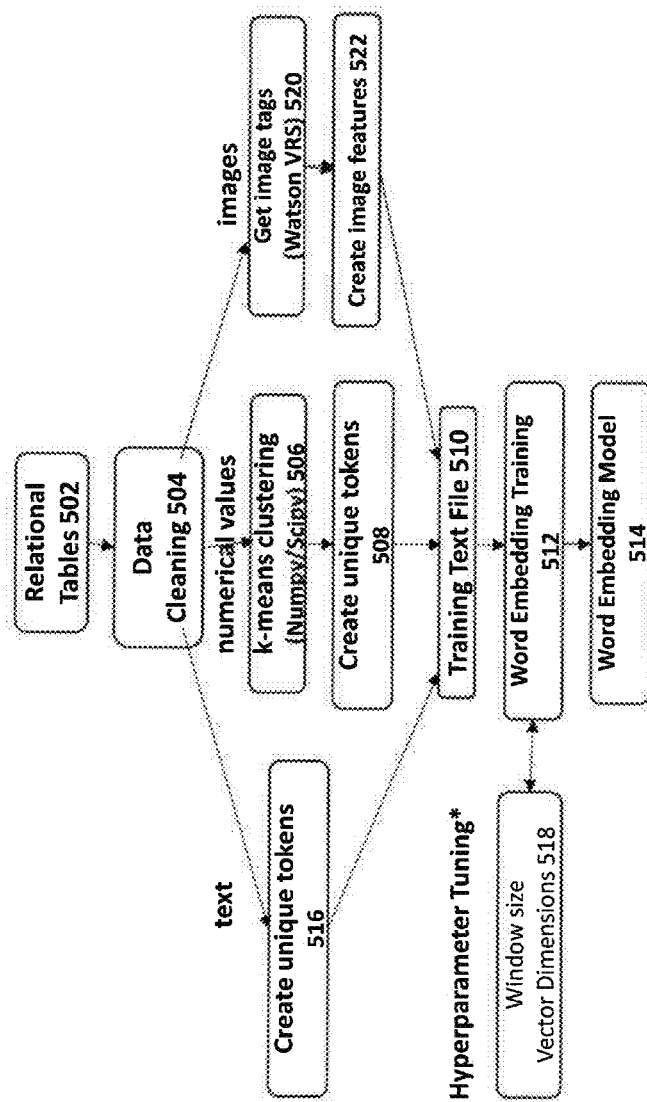 Relational
Tables 502
Data
Cleaning 504
text
numerical values
images
Create unique tokens
516
k-means clustering
(Numpy/Scipy) 506
Create unique tokens
508
Get image tags
(Watson VRS) 520
Create image features 522
Training Text File 510
Hyperparameter Tuning*
Window size
Vector Dimensions 518
Word Embedding Training
512
Word Embedding Model
514